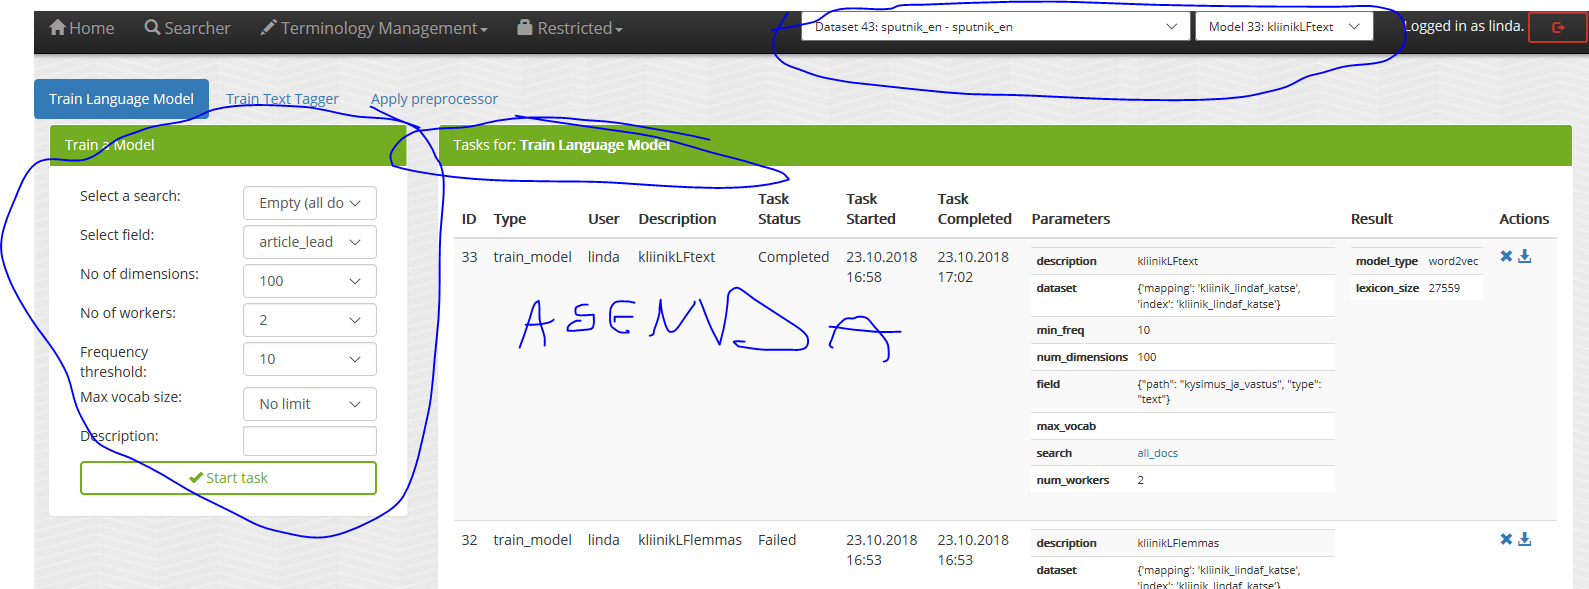 Home Searcher Terminology Management Restricted Dataset 43: sputnik_en - sputnik_en Model 33: kliinikLFtext Logged in as linda.
Train Language Model Train Text Tagger Apply preprocessor
Train a Model
Select a search: Empty (all do
Select field: article_lead
No of dimensions: 100
No of workers: 2
Frequency threshold: 10
Max vocab size: No limit
Description:
Start task
Tasks for: Train Language Model
ID Type User Description Task Status Task Started Task Completed Parameters Result Actions
33 train_model linda kliinikLFtext Completed 23.10.2018 16:58 23.10.2018 17:02
description kliinikLFtext
dataset {'mapping': 'kliinik_lindaf_katse',
'index': 'kliinik_lindaf_katse'}
min_freq 10
num_dimensions 100
field {"path": "kysimus_ja_vastus", "type":
"text"}
max_vocab
search all_docs
num_workers 2
model_type word2vec
lexicon_size 27559
ASENDA
32 train_model linda kliinikLFlemmas Failed 23.10.2018 16:53 23.10.2018 16:53
description kliinikLFlemmas
dataset {'mapping': 'kliinik_lindaf_katse',
'index': 'kliinik_lindaf_katse'}